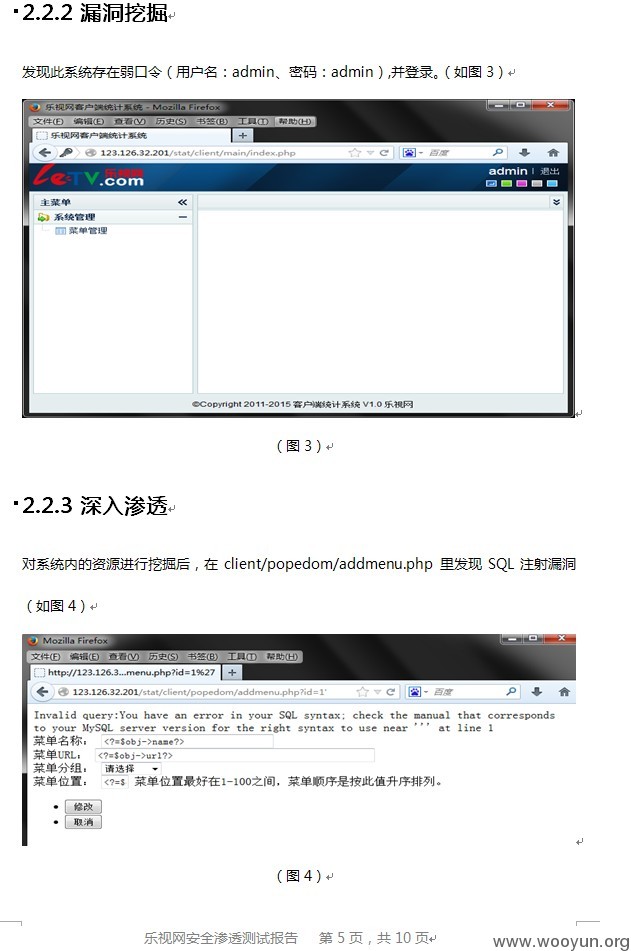 2.2.2 漏洞挖掘
发现此系统存在弱口令（用户名：admin、密码：admin）,并登录。（如图 3）
乐视网客户端统计系统 - Mozilla Firefox
文件(F) 编辑(E) 查看(V) 历史(S) 书签(B) 工具(T) 帮助(H)
乐视网客户端统计系统
123.126.32.201/stat/client/main/index.php
百度
LeTV.com 乐视网
admin | 退出
主菜单
系统管理
菜单管理
©Copyright 2011-2015 客户端统计系统 V1.0 乐视网
（图 3）
2.2.3 深入渗透
对系统内的资源进行挖掘后，在 client/popedom/addmenu.php 里发现 SQL 注射漏洞
（如图 4）
Mozilla Firefox
文件(F) 编辑(E) 查看(V) 历史(S) 书签(B) 工具(T) 帮助(H)
http://123.126.3...menu.php?id=1%27
123.126.32.201/stat/client/popedom/addmenu.php?id=1'
百度
Invalid query:You have an error in your SQL syntax; check the manual that corresponds
to your MySQL server version for the right syntax to use near ''' at line 1
菜单名称： <?=$obj->name?>
菜单URL： <?=$obj->url?>
菜单分组： 请选择
菜单位置： <?=$ 菜单位置最好在1-100之间，菜单顺序是按此值升序排列。
修改
取消
（图 4）
乐视网安全渗透测试报告 第 5 页，共 10 页
www.wooyun.org